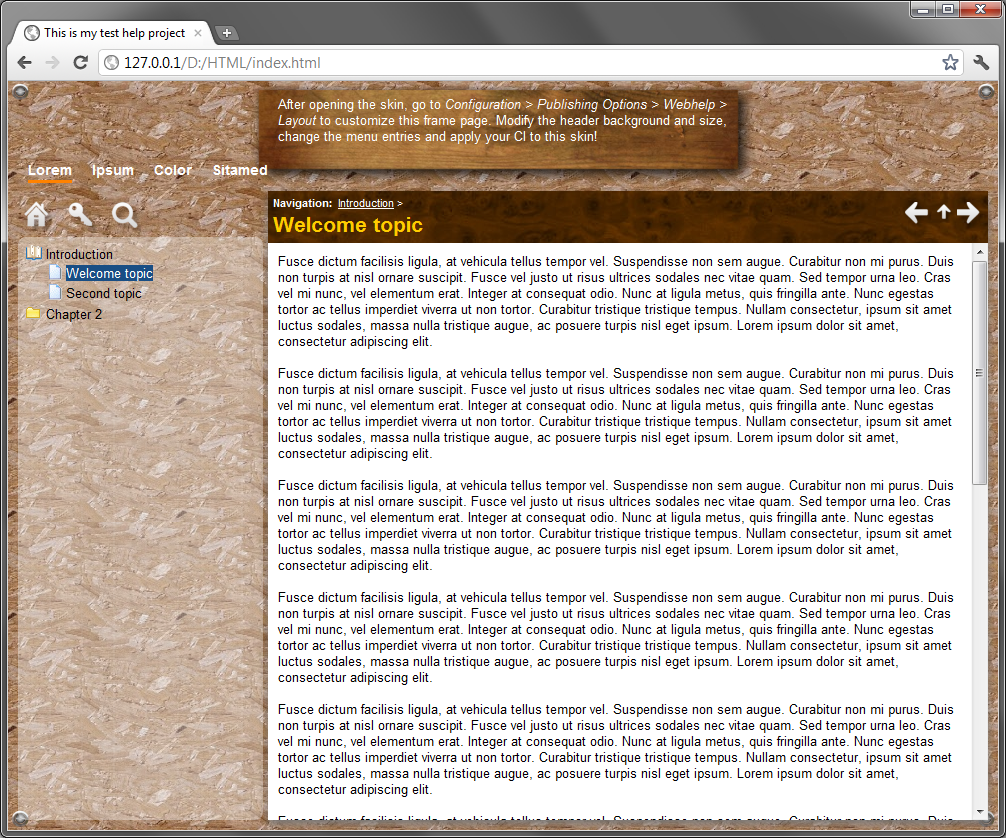 This is my test help project
127.0.0.1/D:/HTML/index.html
After opening the skin, go to Configuration > Publishing Options > Webhelp >
Layout to customize this frame page. Modify the header background and size,
change the menu entries and apply your CI to this skin!
Lorem Ipsum Color Sitamed
Navigation: Introduction >
Welcome topic
Introduction
Welcome topic
Second topic
Chapter 2
Fusce dictum facilisis ligula, at vehicula tellus tempor vel. Suspendisse non sem augue. Curabitur non mi purus. Duis
non turpis at nisl ornare suscipit. Fusce vel justo ut risus ultrices sodales nec vitae quam. Sed tempor urna leo. Cras
vel mi nunc, vel elementum erat. Integer at consequat odio. Nunc at ligula metus, quis fringilla ante. Nunc egestas
tortor ac tellus imperdiet viverra ut non tortor. Curabitur tristique tristique tempus. Nullam consectetur, ipsum sit amet
luctus sodales, massa nulla tristique augue, ac posuere turpis nisl eget ipsum. Lorem ipsum dolor sit amet,
consectetur adipiscing elit.
Fusce dictum facilisis ligula, at vehicula tellus tempor vel. Suspendisse non sem augue. Curabitur non mi purus. Duis
non turpis at nisl ornare suscipit. Fusce vel justo ut risus ultrices sodales nec vitae quam. Sed tempor urna leo. Cras
vel mi nunc, vel elementum erat. Integer at consequat odio. Nunc at ligula metus, quis fringilla ante. Nunc egestas
tortor ac tellus imperdiet viverra ut non tortor. Curabitur tristique tristique tempus. Nullam consectetur, ipsum sit amet
luctus sodales, massa nulla tristique augue, ac posuere turpis nisl eget ipsum. Lorem ipsum dolor sit amet,
consectetur adipiscing elit.
Fusce dictum facilisis ligula, at vehicula tellus tempor vel. Suspendisse non sem augue. Curabitur non mi purus. Duis
non turpis at nisl ornare suscipit. Fusce vel justo ut risus ultrices sodales nec vitae quam. Sed tempor urna leo. Cras
vel mi nunc, vel elementum erat. Integer at consequat odio. Nunc at ligula metus, quis fringilla ante. Nunc egestas
tortor ac tellus imperdiet viverra ut non tortor. Curabitur tristique tristique tempus. Nullam consectetur, ipsum sit amet
luctus sodales, massa nulla tristique augue, ac posuere turpis nisl eget ipsum. Lorem ipsum dolor sit amet,
consectetur adipiscing elit.
Fusce dictum facilisis ligula, at vehicula tellus tempor vel. Suspendisse non sem augue. Curabitur non mi purus. Duis
non turpis at nisl ornare suscipit. Fusce vel justo ut risus ultrices sodales nec vitae quam. Sed tempor urna leo. Cras
vel mi nunc, vel elementum erat. Integer at consequat odio. Nunc at ligula metus, quis fringilla ante. Nunc egestas
tortor ac tellus imperdiet viverra ut non tortor. Curabitur tristique tristique tempus. Nullam consectetur, ipsum sit amet
luctus sodales, massa nulla tristique augue, ac posuere turpis nisl eget ipsum. Lorem ipsum dolor sit amet,
consectetur adipiscing elit.
Fusce dictum facilisis ligula, at vehicula tellus tempor vel. Suspendisse non sem augue. Curabitur non mi purus. Duis
non turpis at nisl ornare suscipit. Fusce vel justo ut risus ultrices sodales nec vitae quam. Sed tempor urna leo. Cras
vel mi nunc, vel elementum erat. Integer at consequat odio. Nunc at ligula metus, quis fringilla ante. Nunc egestas
tortor ac tellus imperdiet viverra ut non tortor. Curabitur tristique tristique tempus. Nullam consectetur, ipsum sit amet
luctus sodales, massa nulla tristique augue, ac posuere turpis nisl eget ipsum. Lorem ipsum dolor sit amet,
consectetur adipiscing elit.